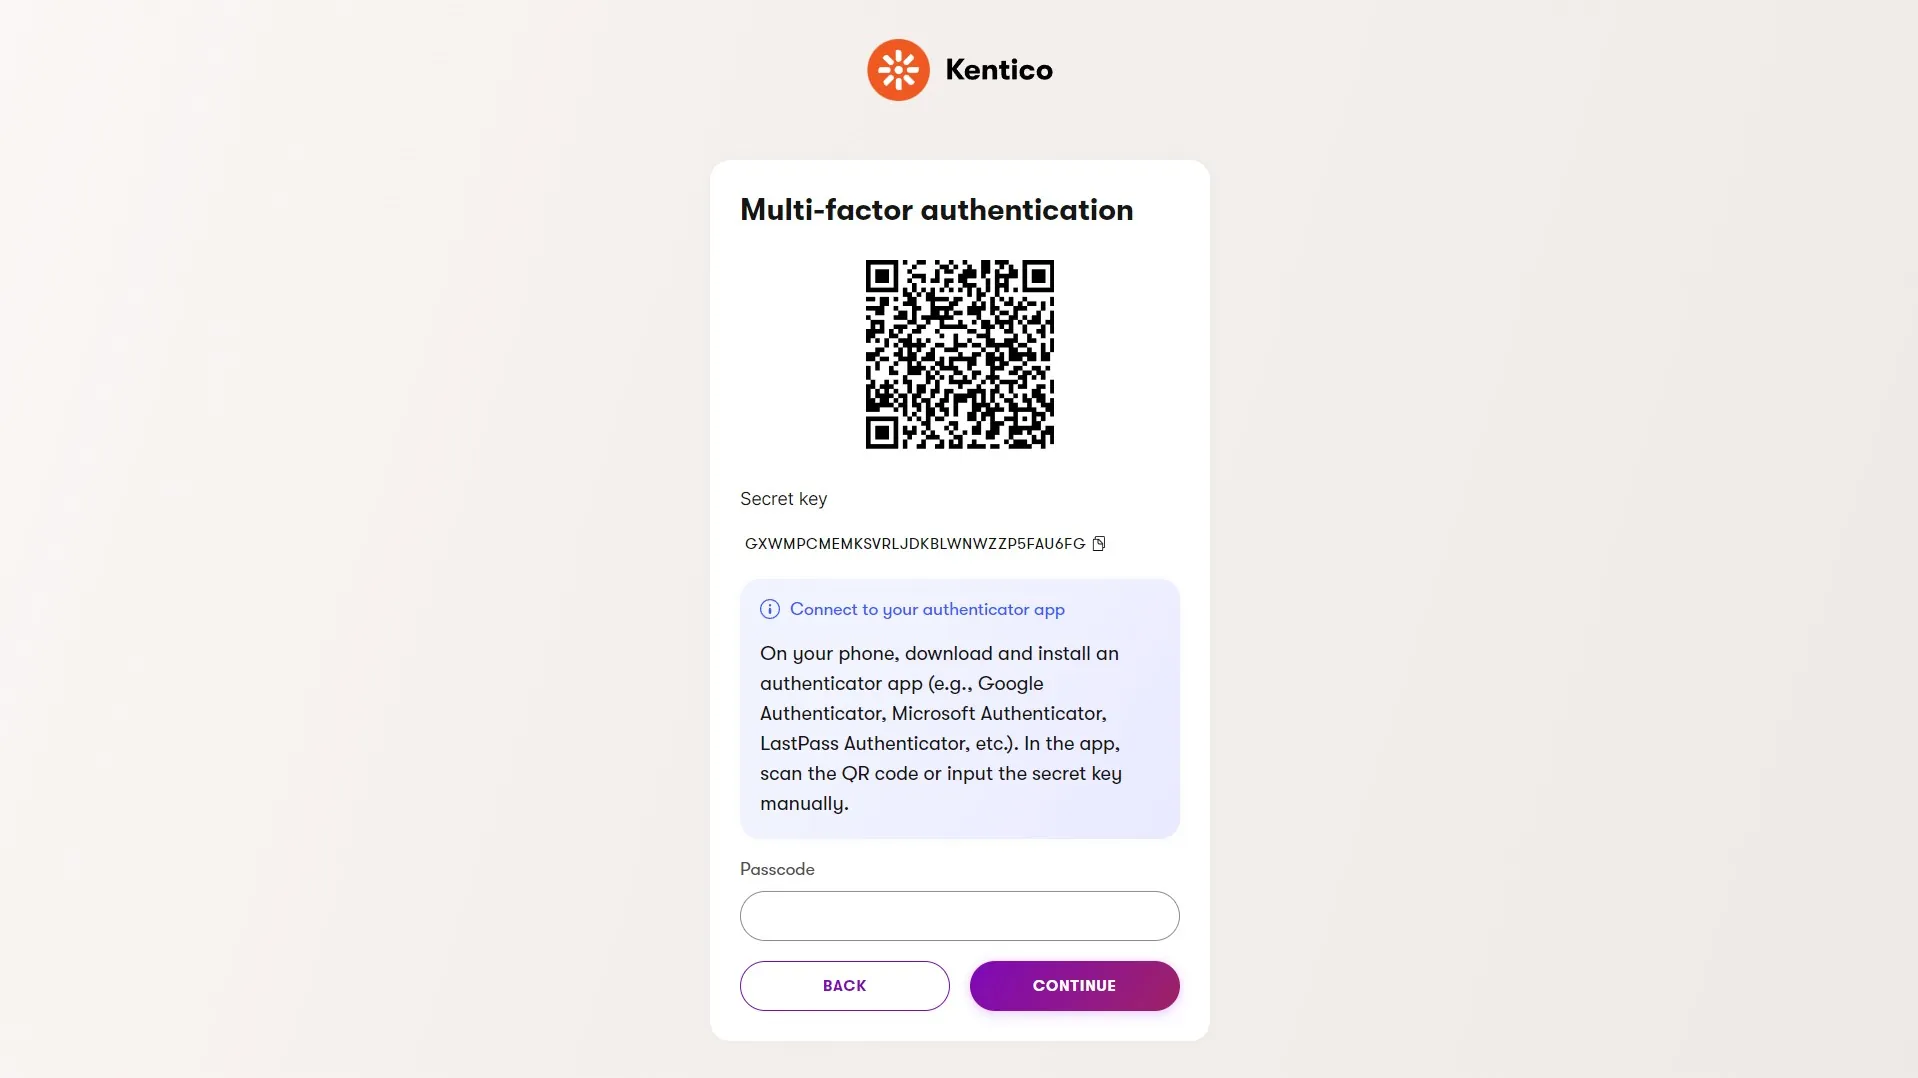 Kentico
Multi-factor authentication
Secret key
GXWMPCMEMKSVRLJDKBLWNWZZP5FAU6FG
Connect to your authenticator app
On your phone, download and install an
authenticator app (e.g., Google
Authenticator, Microsoft Authenticator,
LastPass Authenticator, etc.). In the app,
scan the QR code or input the secret key
manually.
Passcode
BACK
CONTINUE